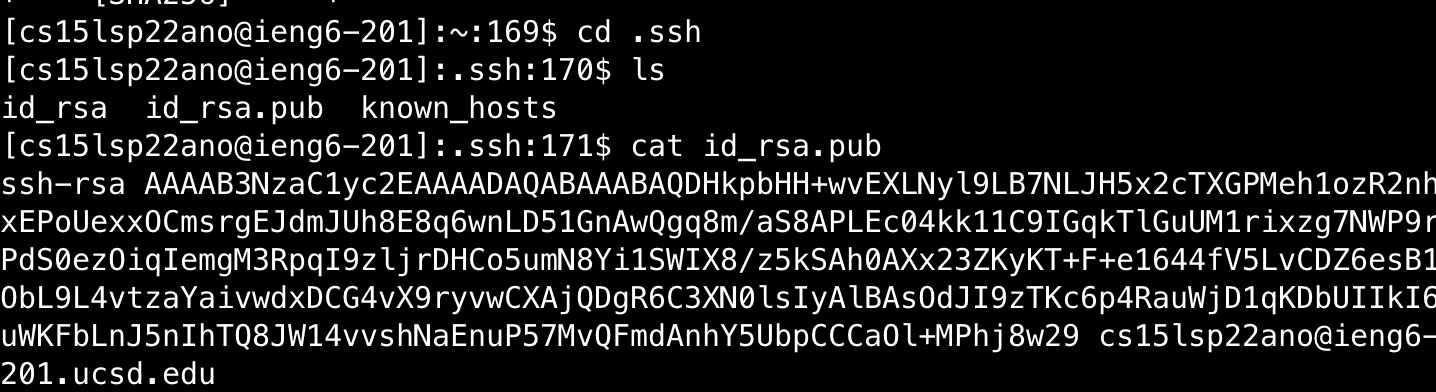 [cs15lsp22ano@ieng6-201]:~:169$ cd .ssh
[cs15lsp22ano@ieng6-201]:.ssh:170$ ls
id_rsa  id_rsa.pub  known_hosts
[cs15lsp22ano@ieng6-201]:.ssh:171$ cat id_rsa.pub
ssh-rsa AAAAB3NzaC1yc2EAAAADAQABAAABAQDHkpbHH+wvEXLNyl9LB7NLJH5x2cTXGPMeh1ozR2nh
xEPoUexxOCmsrgEJdmJUh8E8q6wnLD51GnAwQgq8m/aS8APLEc04kk11C9IGqkTlGuUM1rixzg7NWP9r
PdS0ezOiqIemgM3RpqI9zljrDHCo5umN8Yi1SWIX8/z5kSAh0AXx23ZKyKT+F+e1644fV5LvCDZ6esB1
ObL9L4vtzaYaivwdxDCG4vX9ryvwCXAjQDgR6C3XN0lsIyAlBAsOdJI9zTKc6p4RauWjD1qKDbUIIkI6
uWKFbLnJ5nIhTQ8JW14vvshNaEnuP57MvQFmdAnhY5UbpCCCaOl+MPhj8w29 cs15lsp22ano@ieng6-
201.ucsd.edu